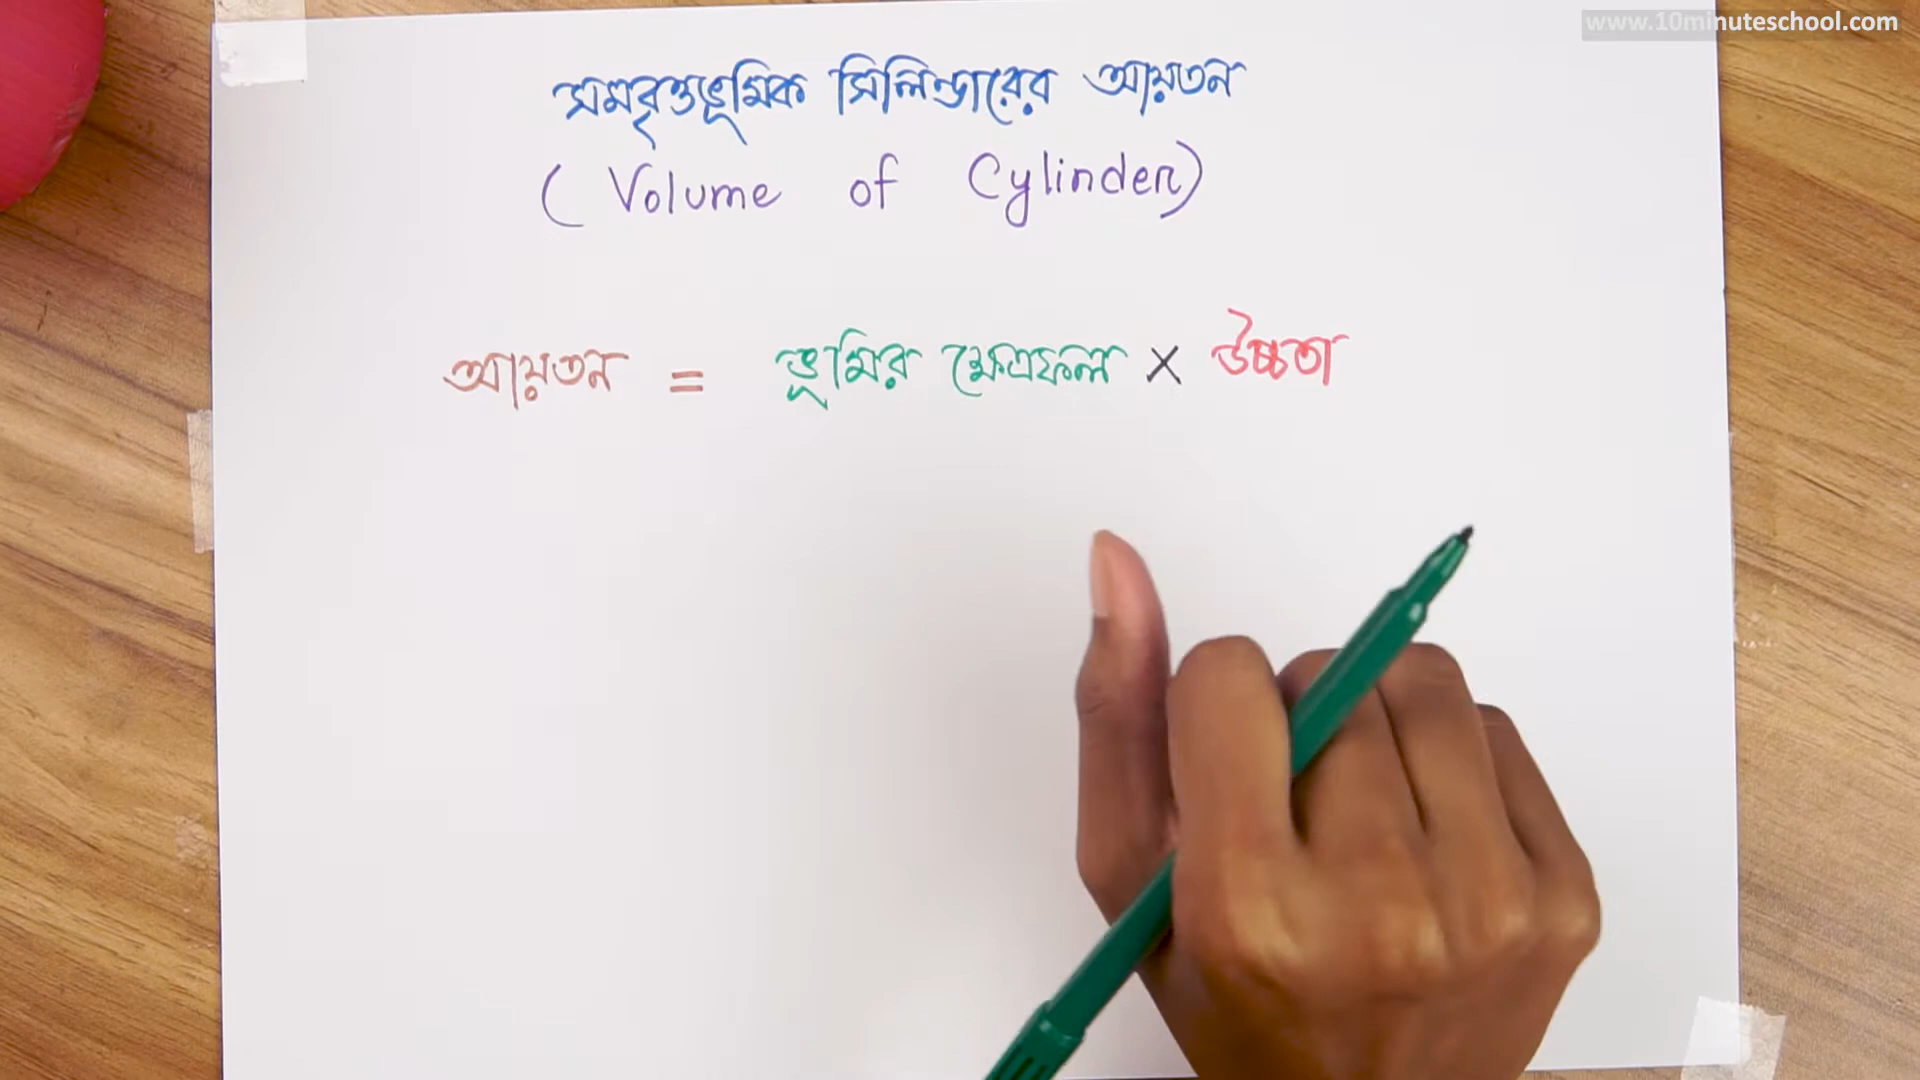 www.10minuteschool.com
সমবৃত্তভূমিক সিলিন্ডারের আয়তন
( Volume of Cylinder)
আয়তন = ভূমির ক্ষেত্রফল × উচ্চতা